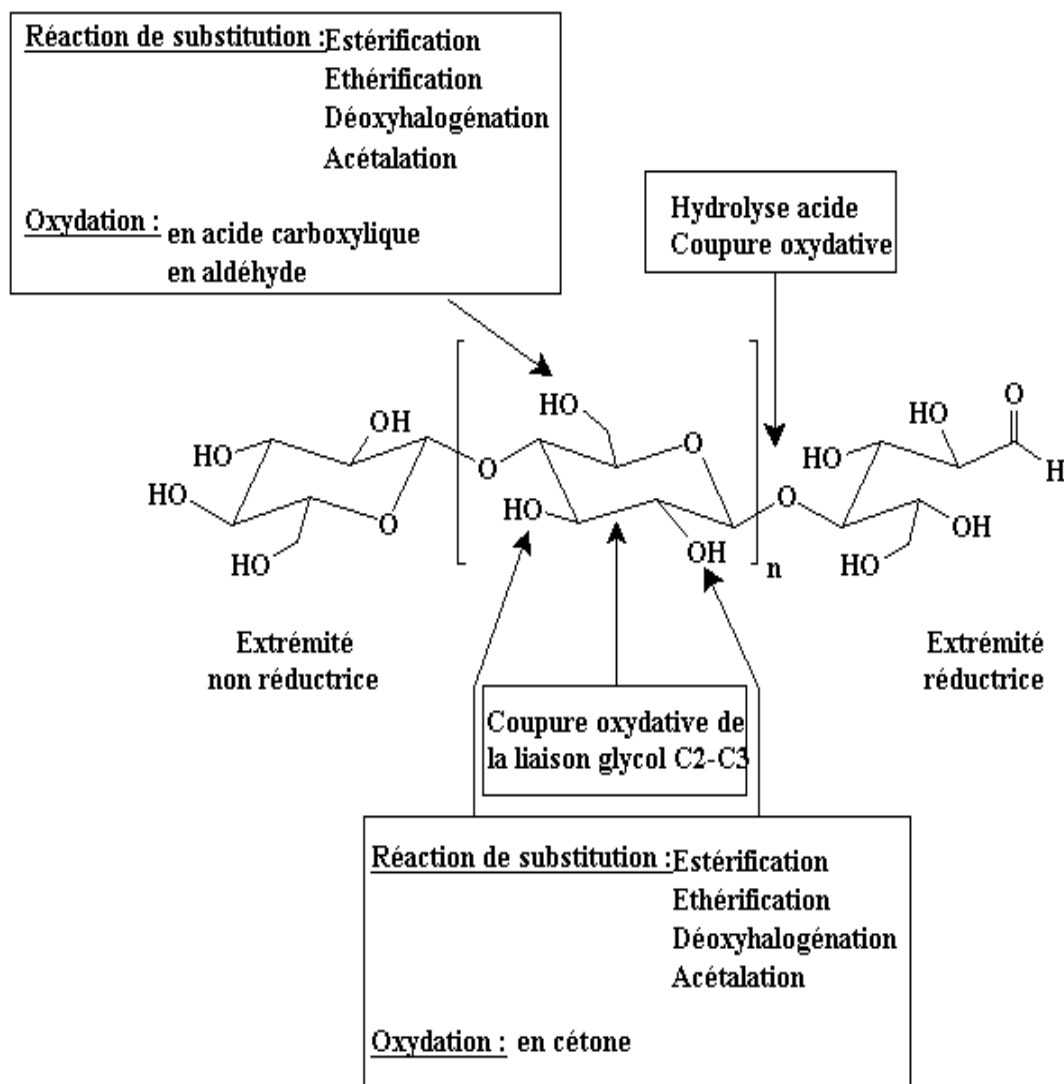 Réaction de substitution : Estérification
Ethérification
Déoxyhalogénation
Acétalation
Oxydation : en acide carboxylique
en aldéhyde
Hydrolyse acide
Coupure oxydative
HO
OH
HO
HO
HO
O
O
HO
O
HO
OH
n
O
HO
HO
O
H
OH
HO
Extrémité
non réductrice
Extrémité
réductrice
Coupure oxydative de
la liaison glycol C2-C3
Réaction de substitution : Estérification
Ethérification
Déoxyhalogénation
Acétalation
Oxydation : en cétone